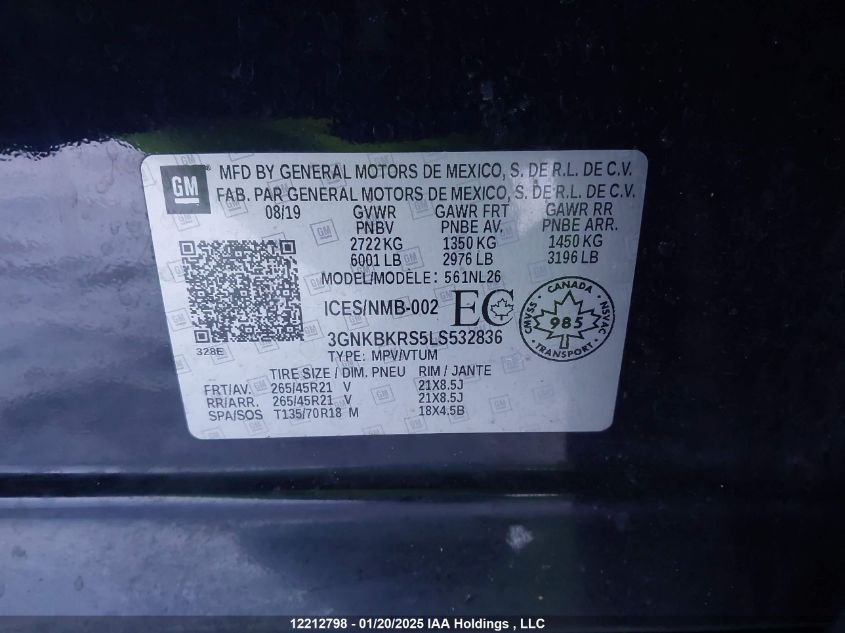 GM
MFD BY GENERAL MOTORS DE MEXICO, S. DE R.L. DE C.V.
FAB. PAR GENERAL MOTORS DE MEXICO, S. DE R.L. DE C.V.
08/19 GVWR GAWR FRT GAWR RR
PNBV PNBE AV. PNBE ARR.
2722 KG 1350 KG 1450 KG
6001 LB 2976 LB 3196 LB
MODEL/MODELE: 561NL26
ICES/NMB-002 EC
CANADA
CMVSS 985 NSVAC
TRANSPORT
3GNKBKRS5LS532836
328E
TYPE: MPV/VTUM
TIRE SIZE / DIM. PNEU RIM / JANTE
FRT/AV. 265/45R21 V 21X8.5J
RR/ARR. 265/45R21 V 21X8.5J
SPA/SOS T135/70R18 M 18X4.5B
12212798 - 01/20/2025 IAA Holdings , LLC